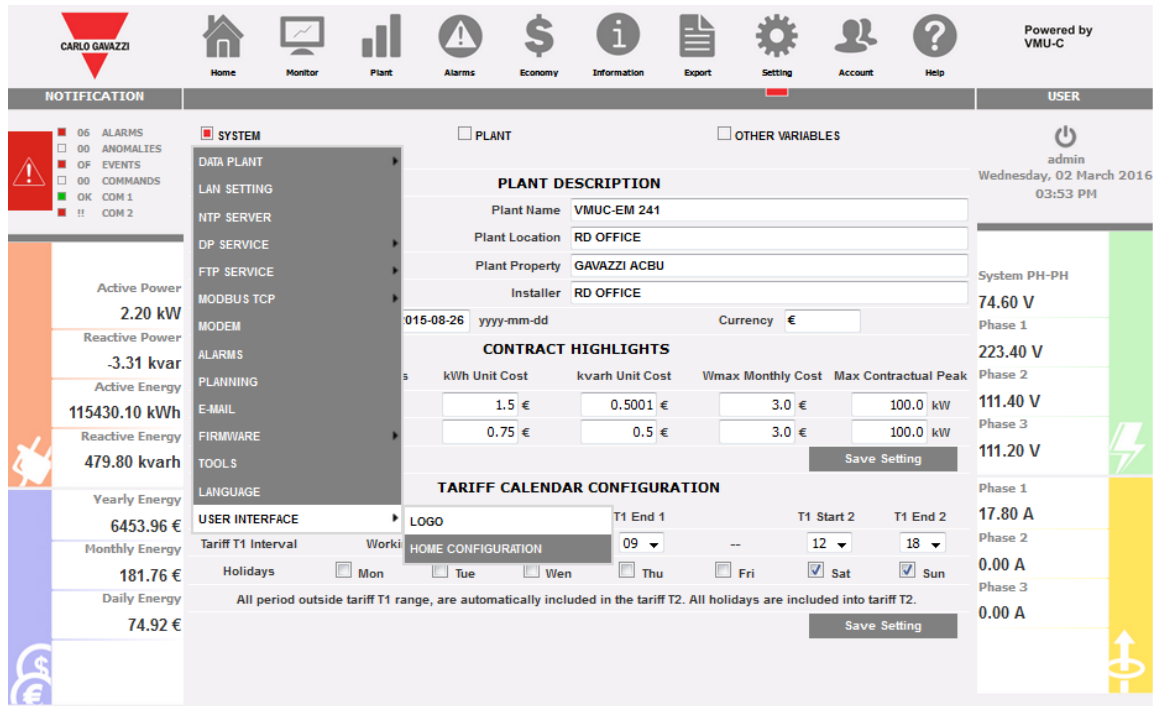 CARLO GAVAZZI
Home Monitor Plant Alarms Economy Information Export Setting Account Help
Powered by
VMU-C
NOTIFICATION
USER
06 ALARMS
00 ANOMALIES
OF EVENTS
00 COMMANDS
OK COM 1
!! COM 2
SYSTEM PLANT OTHER VARIABLES
admin
Wednesday, 02 March 2016
03:53 PM
DATA PLANT
LAN SETTING
NTP SERVER
DP SERVICE
FTP SERVICE
MODBUS TCP
MODEM
ALARMS
PLANNING
E-MAIL
FIRMWARE
TOOLS
LANGUAGE
USER INTERFACE
LOGO
HOME CONFIGURATION
PLANT DESCRIPTION
Plant Name VMUC-EM 241
Plant Location RD OFFICE
Plant Property GAVAZZI ACBU
Installer RD OFFICE
2015-08-26 yyyy-mm-dd Currency €
CONTRACT HIGHLIGHTS
s kWh Unit Cost kvarh Unit Cost Wmax Monthly Cost Max Contractual Peak
1.5 € 0.5001 € 3.0 € 100.0 kW
0.75 € 0.5 € 3.0 € 100.0 kW
Save Setting
TARIFF CALENDAR CONFIGURATION
T1 End 1 T1 Start 2 T1 End 2
Tariff T1 Interval Worki 09 -- 12 18
Holidays Mon Tue Wen Thu Fri Sat Sun
All period outside tariff T1 range, are automatically included in the tariff T2. All holidays are included into tariff T2.
Save Setting
Active Power
2.20 kW
Reactive Power
-3.31 kvar
Active Energy
115430.10 kWh
Reactive Energy
479.80 kvarh
Yearly Energy
6453.96 €
Monthly Energy
181.76 €
Daily Energy
74.92 €
$
€
System PH-PH
74.60 V
Phase 1
223.40 V
Phase 2
111.40 V
Phase 3
111.20 V
Phase 1
17.80 A
Phase 2
0.00 A
Phase 3
0.00 A